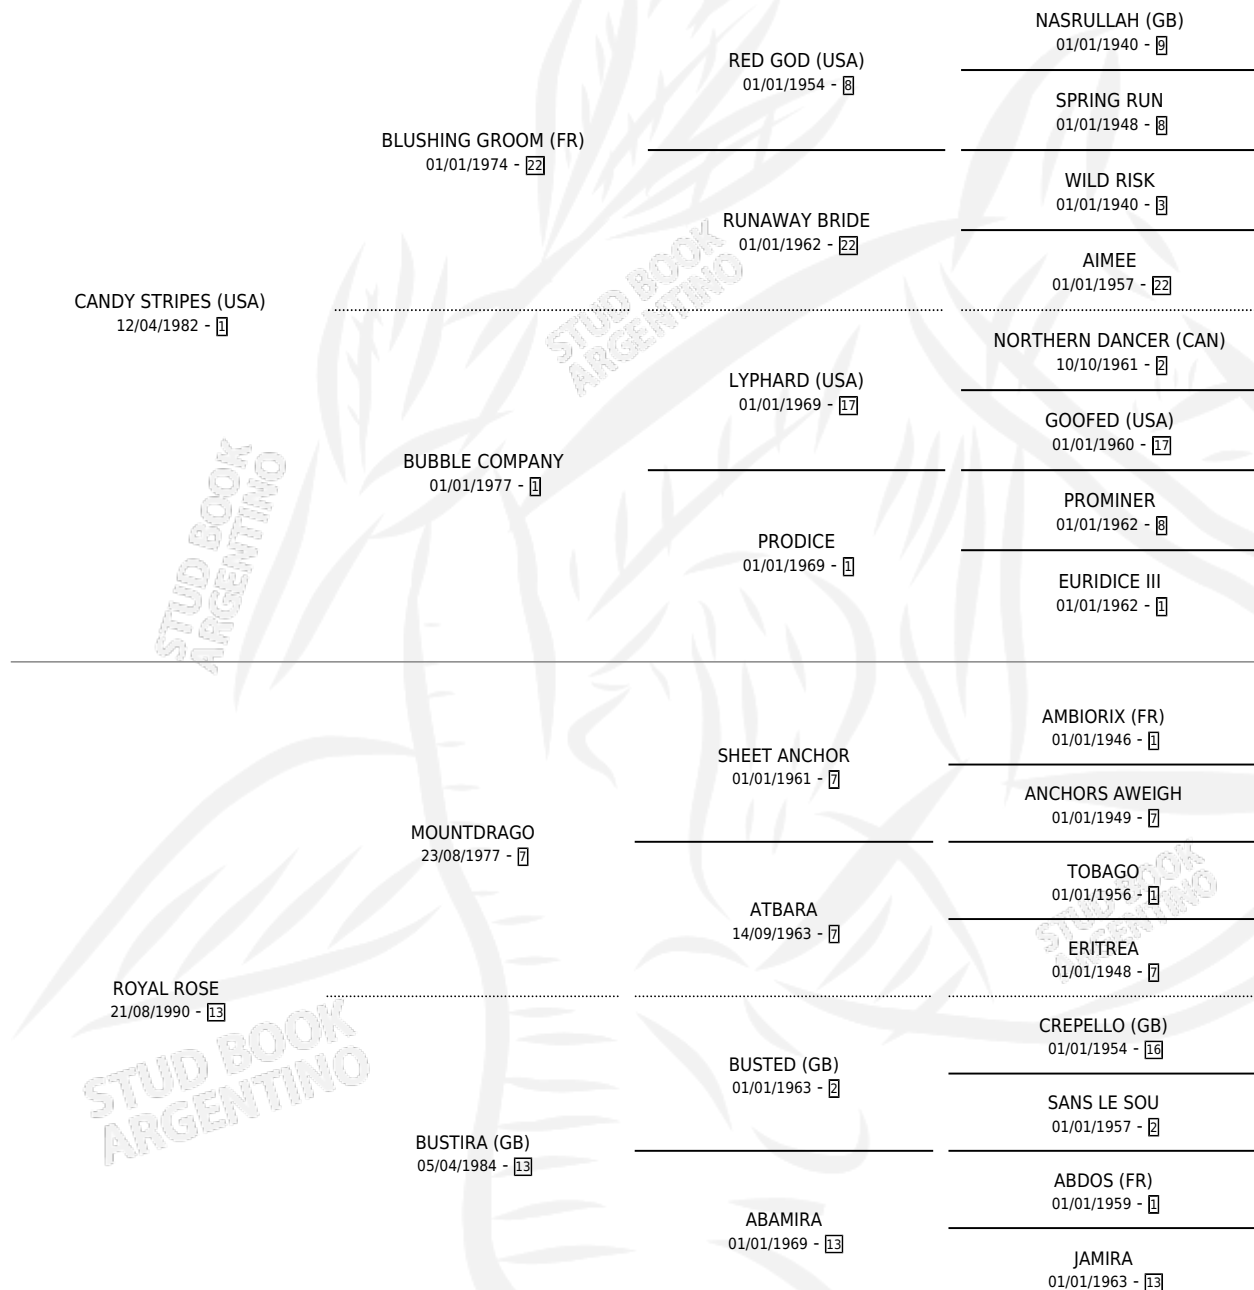 NASRULLAH (GB)
01/01/1940 - 9
RED GOD (USA)
01/01/1954 - 8
SPRING RUN
01/01/1948 - 8
BLUSHING GROOM (FR)
01/01/1974 - 22
WILD RISK
01/01/1940 - 3
RUNAWAY BRIDE
01/01/1962 - 22
AIMEE
01/01/1957 - 22
CANDY STRIPES (USA)
12/04/1982 - 1
NORTHERN DANCER (CAN)
10/10/1961 - 2
LYPHARD (USA)
01/01/1969 - 17
GOOFED (USA)
01/01/1960 - 17
BUBBLE COMPANY
01/01/1977 - 1
PROMINER
01/01/1962 - 8
PRODICE
01/01/1969 - 1
EURIDICE III
01/01/1962 - 1
AMBIORIX (FR)
01/01/1946 - 1
SHEET ANCHOR
01/01/1961 - 7
ANCHORS AWEIGH
01/01/1949 - 7
MOUNTDRAGO
23/08/1977 - 7
TOBAGO
01/01/1956 - 1
ATBARA
14/09/1963 - 7
ERITREA
01/01/1948 - 7
ROYAL ROSE
21/08/1990 - 13
CREPELLO (GB)
01/01/1954 - 16
BUSTED (GB)
01/01/1963 - 2
SANS LE SOU
01/01/1957 - 2
BUSTIRA (GB)
05/04/1984 - 13
ABDOS (FR)
01/01/1959 - 1
ABAMIRA
01/01/1969 - 13
JAMIRA
01/01/1963 - 13
STUD BOOK
ARGENTINO
STUD BOOK
ARGENTINO
STUD BOOK
ARGENTINO
STUD BOOK
ARGENTINO